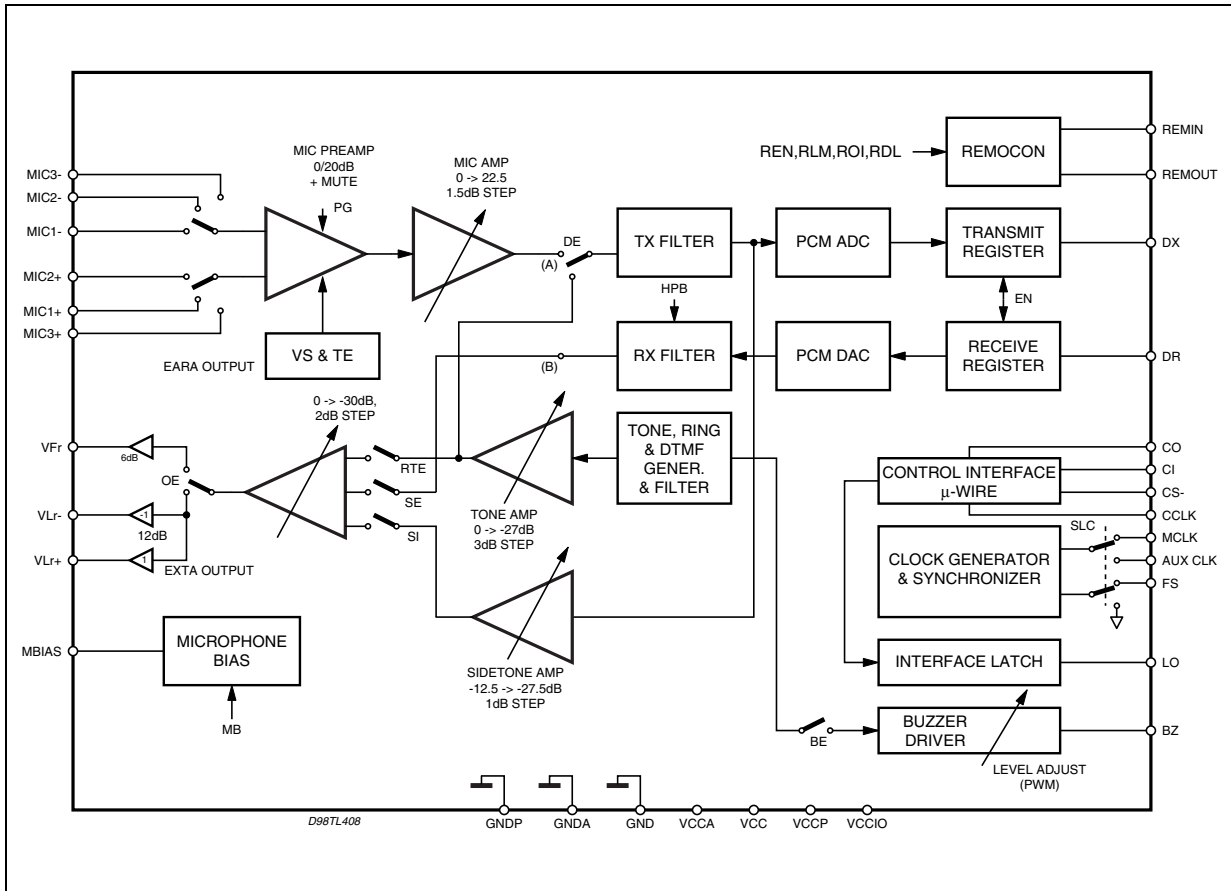 MIC3-
MIC2-
MIC1-
MIC2+
MIC1+
MIC3+
MIC PREAMP
0/20dB
+ MUTE
PG
VS & TE
MIC AMP
0 -> 22.5
1.5dB STEP
DE
(A)
TX FILTER
HPB
RX FILTER
(B)
PCM ADC
PCM DAC
REN,RLM,ROI,RDL
REMOCON
REMIN
REMOUT
TRANSMIT
REGISTER
DX
EN
RECEIVE
REGISTER
DR
EARA OUTPUT
0 -> -30dB,
2dB STEP
VFr
6dB
OE
VLr-
-1
12dB
VLr+
1
EXTA OUTPUT
RTE
SE
SI
TONE AMP
0 -> -27dB
3dB STEP
TONE, RING
& DTMF
GENER.
& FILTER
CONTROL INTERFACE
μ-WIRE
CO
CI
CS-
CCLK
SLC
MCLK
AUX CLK
FS
CLOCK GENERATOR
& SYNCHRONIZER
MBIAS
MICROPHONE
BIAS
MB
SIDETONE AMP
-12.5 -> -27.5dB
1dB STEP
INTERFACE LATCH
LO
BE
BUZZER
DRIVER
BZ
LEVEL ADJUST
(PWM)
D98TL408
GNDP
GNDA
GND
VCCA
VCC
VCCP
VCCIO